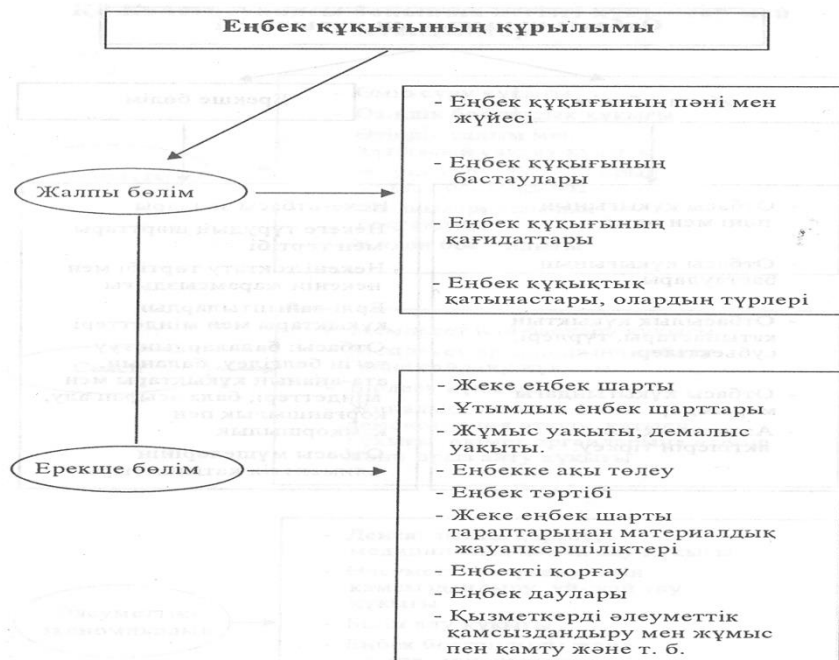 Еңбек құқығының құрылымы
- Еңбек құқығының пәні мен
жүйесі
- Еңбек құқығының
бастаулары
Жалпы бөлім
- Еңбек құқығының
қағидаттары
- Еңбек құқықтық
қатынастары, олардың түрлері
- Жеке еңбек шарты
- Ұтымдық еңбек шарттары
- Жұмыс уақыты, демалыс
уақыты.
Ерекше бөлім
- Еңбекке ақы төлеу
- Еңбек тәртібі
- Жеке еңбек шарты
тараптарынан материалдық
жауапкершіліктері
- Еңбекті қорғау
- Еңбек даулары
- Қызметкерді әлеуметтік
қамсыздандыру мен жұмыс
пен қамту және т. б.